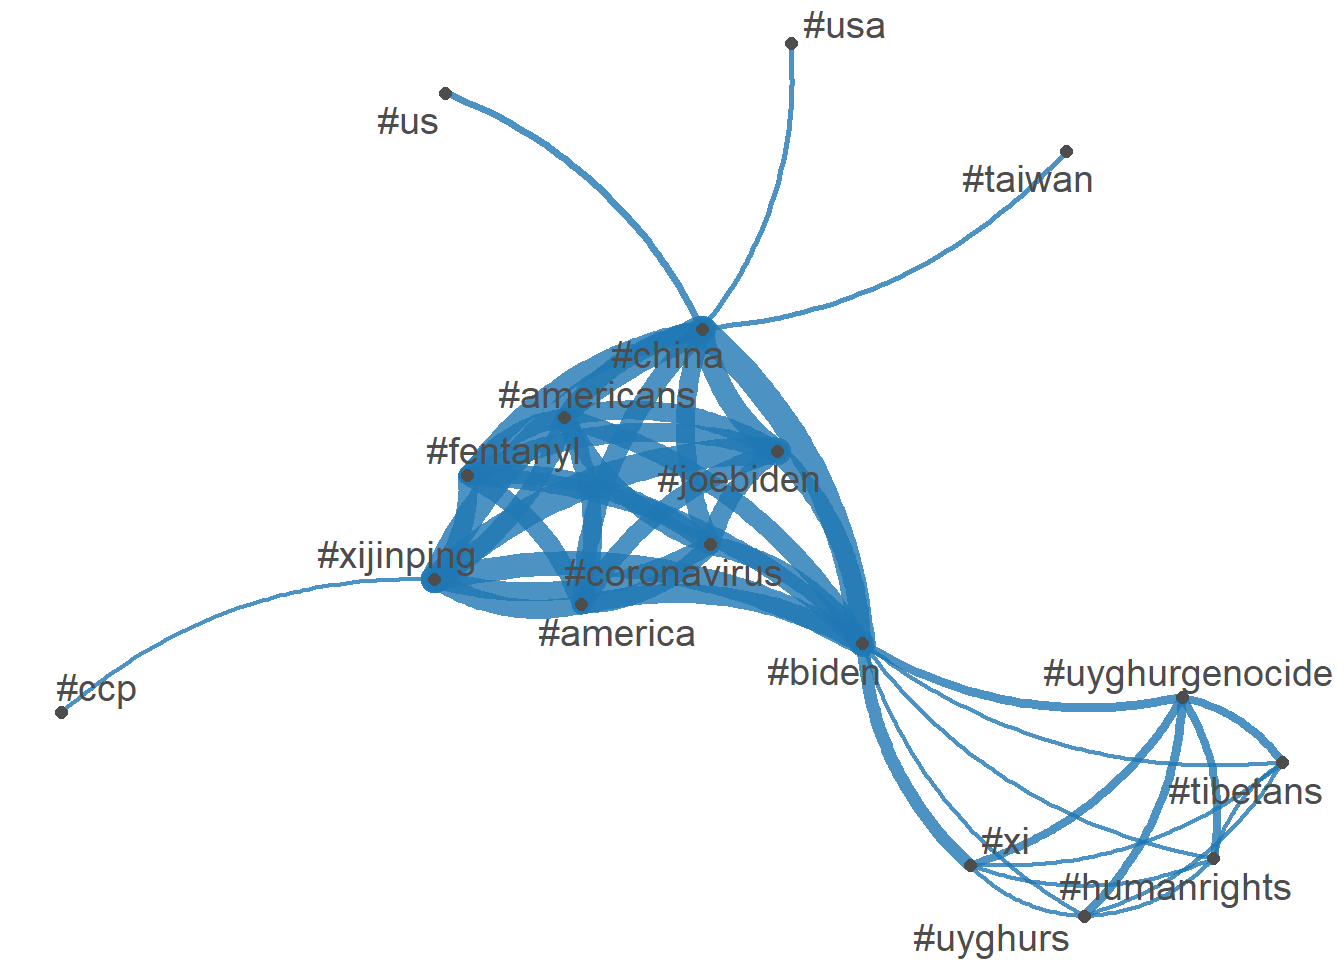 #usa
#us
#taiwan
#china
#americans
#fentanyl
#joebiden
#xijinping
#coronavirus
#america
#biden
#uyghurgenocide
#ccp
#tibetans
#xi
#humanrights
#uyghurs